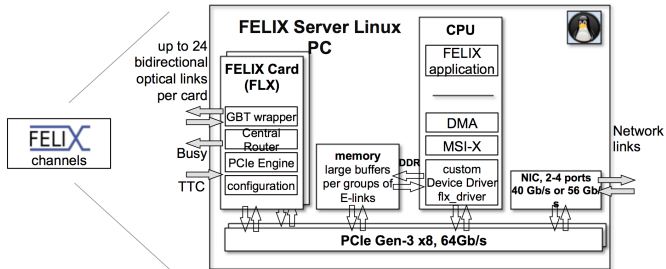 FELIX
channels
up to 24
bidirectional
optical links
per card
Busy
TTC
FELIX Server Linux
PC
FELIX Card
(FLX)
GBT wrapper
Central
Router
PCIe Engine
configuration
memory
large buffers
per groups of
E-links
DDR
CPU
FELIX
application
DMA
MSI-X
custom
Device Driver
flx_driver
NIC, 2-4 ports
40 Gb/s or 56 Gb/
s
Network
links
PCIe Gen-3 x8, 64Gb/s